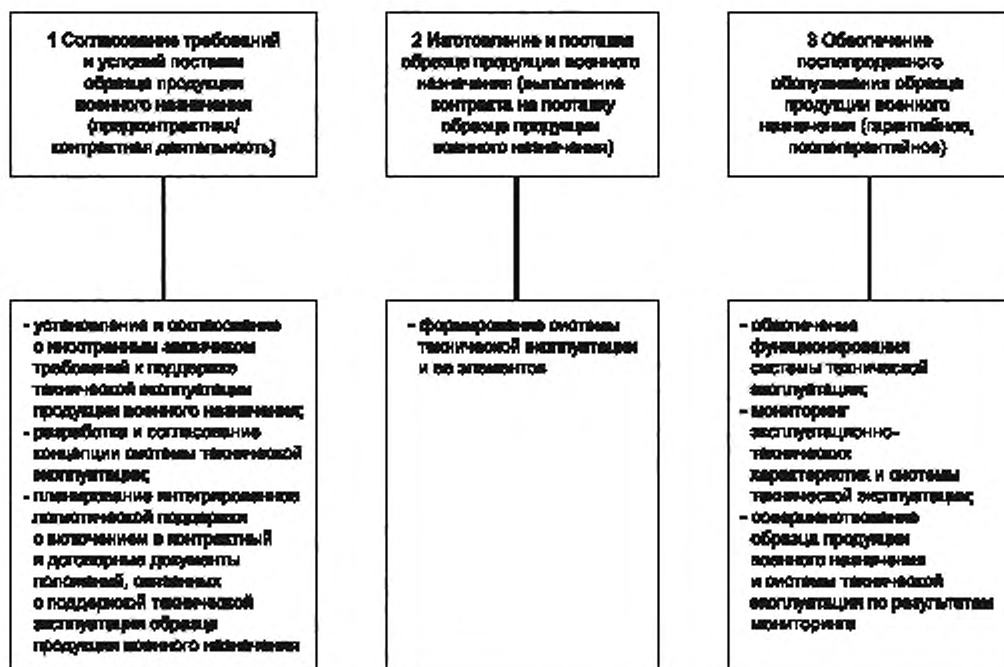 1 Согласование требований
и условий поставки
образца продукции
военного назначения
(предконтрактная/
контрактная деятельность)
2 Изготовление и поставка
образца продукции военного
назначения (выполнение
контракта на поставку
образца продукции
военного назначения)
3 Обеспечение
послепродажного
обслуживания образца
продукции военного
назначения (гарантийное,
послегарантийное)
- установление и согласование
с иностранным заказчиком
требований к поддержке
технической эксплуатации
продукции военного назначения;
- разработка и согласование
концепции системы технической
эксплуатации;
- планирование интегрированной
логистической поддержки
с включением в контрактный
и договорные документы
положений, связанных
с поддержкой технической
эксплуатации образца
продукции военного назначения
- формирование системы
технической эксплуатации
и ее элементов
- обеспечение
функционирования
системы технической
эксплуатации;
- мониторинг
эксплуатационно-
технических
характеристик и системы
технической эксплуатации;
- совершенствование
образца продукции
военного назначения
и системы технической
эксплуатации по результатам
мониторинга